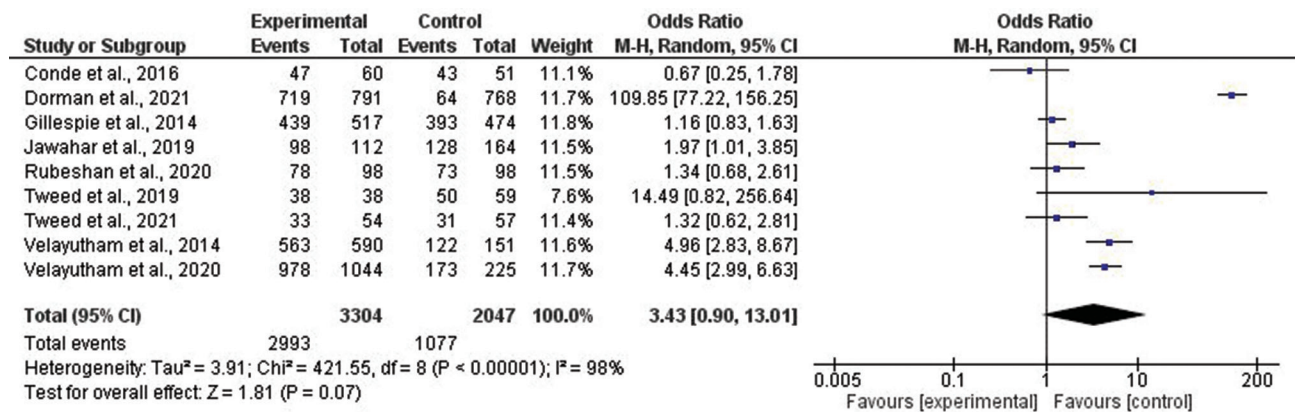 Experimental Control Odds Ratio Odds Ratio
Study or Subgroup Events Total Events Total Weight M-H, Random, 95% CI M-H, Random, 95% CI
Conde et al., 2016 47 60 43 51 11.1% 0.67 [0.25, 1.78]
Dorman et al., 2021 719 791 64 768 11.7% 109.85 [77.22, 156.25]
Gillespie et al., 2014 439 517 393 474 11.8% 1.16 [0.83, 1.63]
Jawahar et al., 2019 98 112 128 164 11.5% 1.97 [1.01, 3.85]
Rubeshan et al., 2020 78 98 73 98 11.5% 1.34 [0.68, 2.61]
Tweed et al., 2019 38 38 50 59 7.6% 14.49 [0.82, 256.64]
Tweed et al., 2021 33 54 31 57 11.4% 1.32 [0.62, 2.81]
Velayutham et al., 2014 563 590 122 151 11.6% 4.96 [2.83, 8.67]
Velayutham et al., 2020 978 1044 173 225 11.7% 4.45 [2.99, 6.63]
Total (95% CI) 3304 2047 100.0% 3.43 [0.90, 13.01]
Total events 2993 1077
Heterogeneity: Tau² = 3.91; Chi² = 421.55, df = 8 (P < 0.00001); I² = 98%
Test for overall effect: Z = 1.81 (P = 0.07)
0.005 0.1 1 10 200
Favours [experimental] Favours [control]